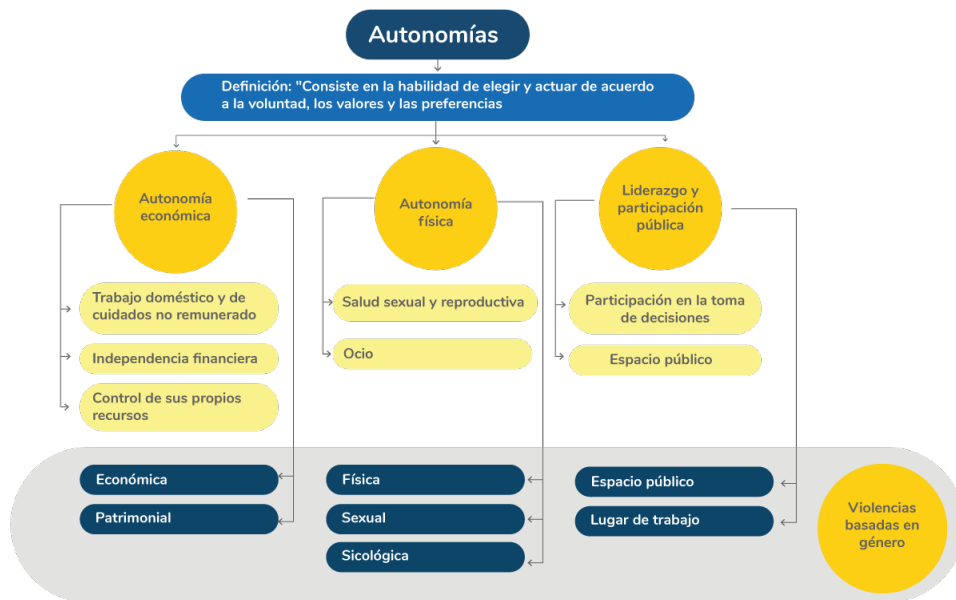 Autonomías
Definición: "Consiste en la habilidad de elegir y actuar de acuerdo
a la voluntad, los valores y las preferencias
Autonomía
económica
Trabajo doméstico y de
cuidados no remunerado
Independencia financiera
Control de sus propios
recursos
Autonomía
física
Salud sexual y reproductiva
Ocio
Liderazgo y
participación
pública
Participación en la toma
de decisiones
Espacio público
Económica
Patrimonial
Física
Sexual
Sicológica
Espacio público
Lugar de trabajo
Violencias
basadas en
género